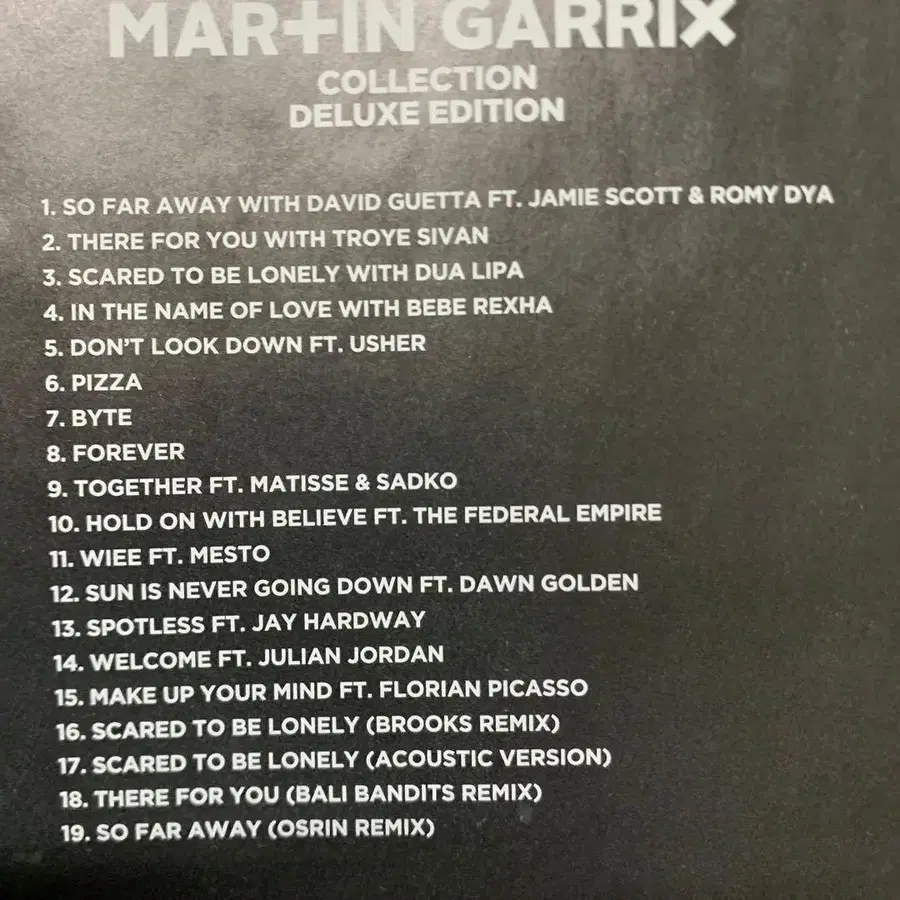 MARTIN GARRIX
COLLECTION
DELUXE EDITION
1. SO FAR AWAY WITH DAVID GUETTA FT. JAMIE SCOTT & ROMY DYA
2. THERE FOR YOU WITH TROYE SIVAN
3. SCARED TO BE LONELY WITH DUA LIPA
4. IN THE NAME OF LOVE WITH BEBE REXHA
5. DON'T LOOK DOWN FT. USHER
6. PIZZA
7. BYTE
8. FOREVER
9. TOGETHER FT. MATISSE & SADKO
10. HOLD ON WITH BELIEVE FT. THE FEDERAL EMPIRE
11. WIEE FT. MESTO
12. SUN IS NEVER GOING DOWN FT. DAWN GOLDEN
13. SPOTLESS FT. JAY HARDWAY
14. WELCOME FT. JULIAN JORDAN
15. MAKE UP YOUR MIND FT. FLORIAN PICASSO
16. SCARED TO BE LONELY (BROOKS REMIX)
17. SCARED TO BE LONELY (ACOUSTIC VERSION)
18. THERE FOR YOU (BALI BANDITS REMIX)
19. SO FAR AWAY (OSRIN REMIX)